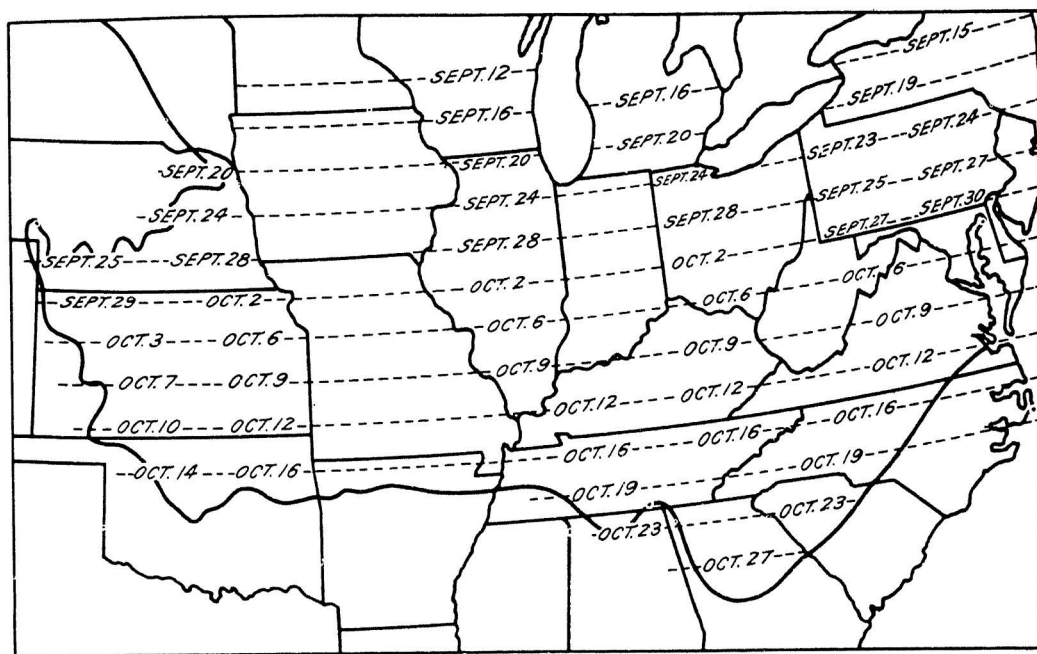 SEPT. 15
SEPT. 12
SEPT. 16
SEPT. 19
SEPT. 16
SEPT. 24
SEPT. 20
SEPT. 23
SEPT. 20
SEPT. 20
SEPT. 24
SEPT. 27
SEPT. 25
SEPT. 24
SEPT. 24
SEPT. 28
SEPT. 30
SEPT. 27
SEPT. 28
SEPT. 25
SEPT. 28
OCT. 2
OCT. 6
SEPT. 29
OCT. 2
OCT. 2
OCT. 6
OCT. 9
OCT. 3
OCT. 6
OCT. 6
OCT. 9
OCT. 12
OCT. 7
OCT. 9
OCT. 9
OCT. 12
OCT. 12
OCT. 16
OCT. 10
OCT. 12
OCT. 16
OCT. 16
OCT. 19
OCT. 14
OCT. 16
OCT. 19
OCT. 23
OCT. 23
OCT. 27